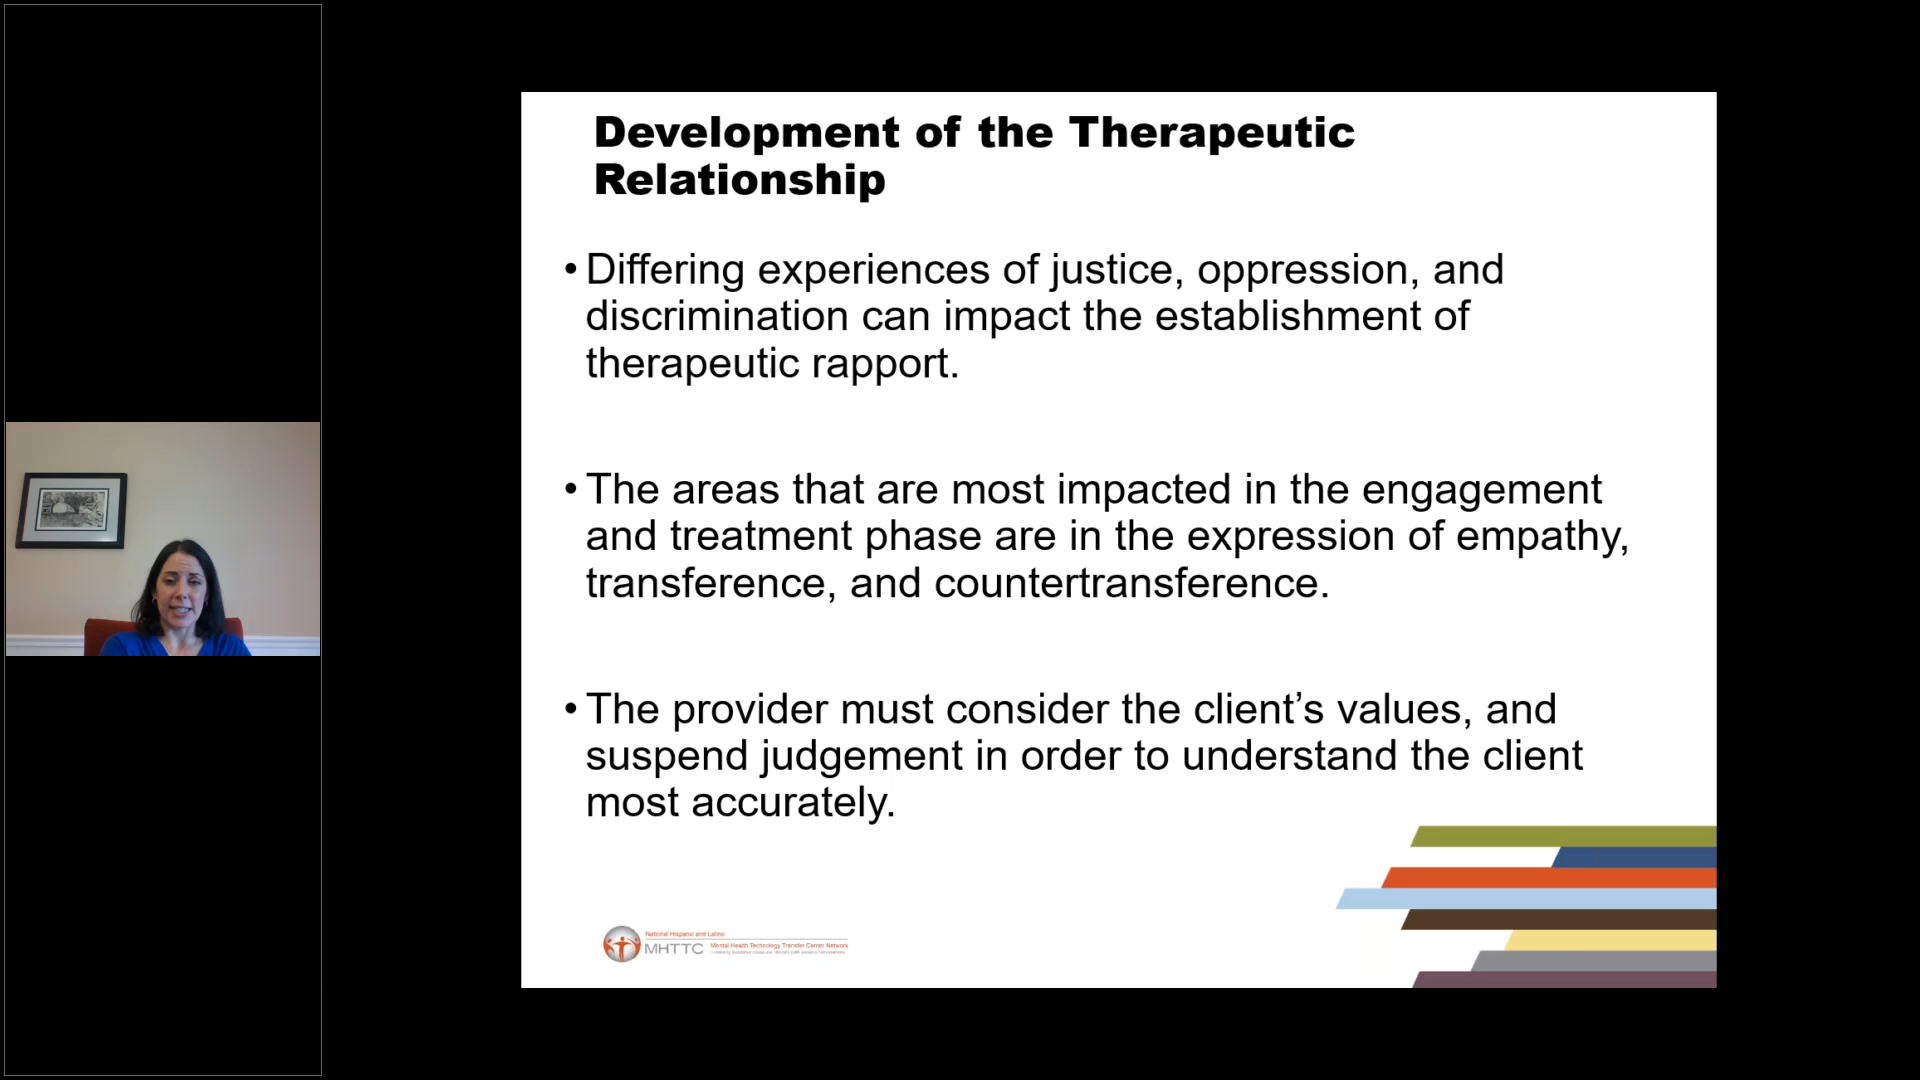 Development of the Therapeutic
Relationship
• Differing experiences of justice, oppression, and
discrimination can impact the establishment of
therapeutic rapport.
• The areas that are most impacted in the engagement
and treatment phase are in the expression of empathy,
transference, and countertransference.
• The provider must consider the client’s values, and
suspend judgement in order to understand the client
most accurately.
National Hispanic and Latino
MHTTC Mental Health Technology Transfer Center Network